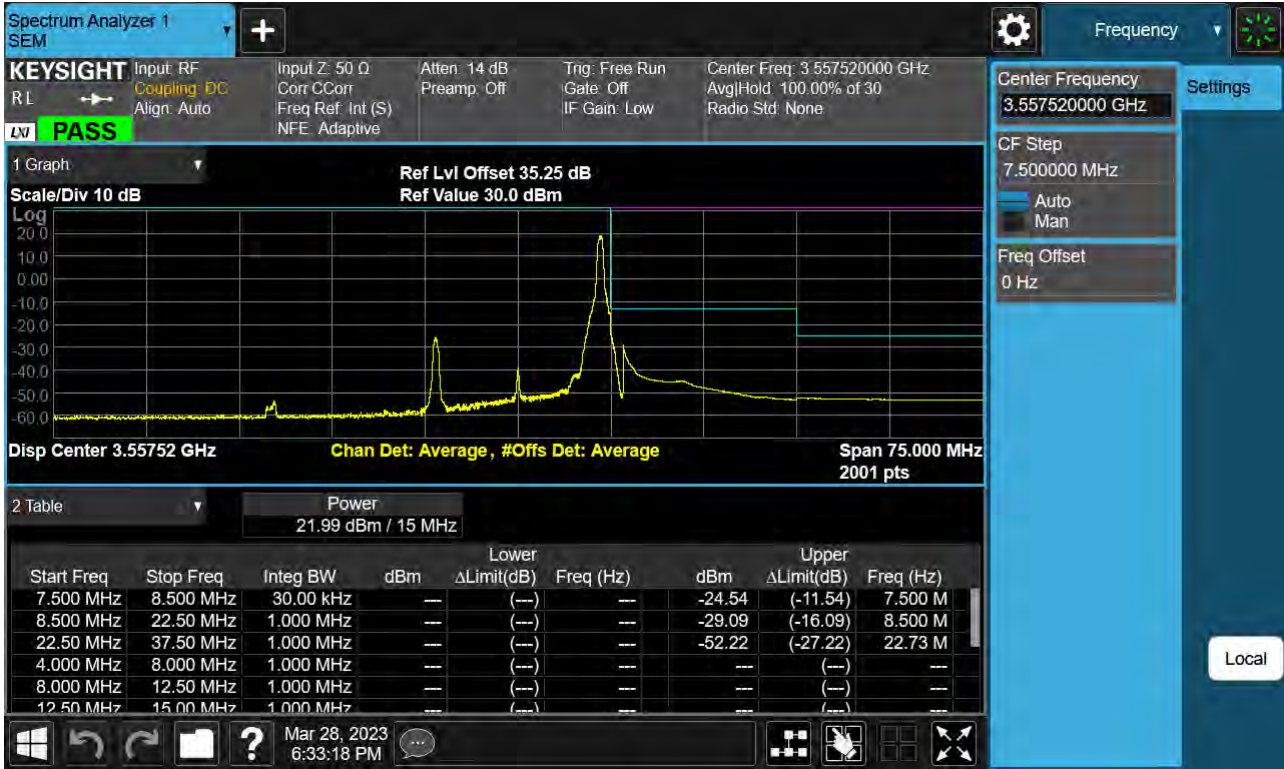 Spectrum Analyzer 1
SEM
Frequency
KEYSIGHT
RL
LXI
PASS
Input: RF
Coupling: DC
Align: Auto
Input Z: 50 Ω
Corr CCorr
Freq Ref: Int (S)
NFE: Adaptive
Atten: 14 dB
Preamp: Off
Trig: Free Run
Gate: Off
IF Gain: Low
Center Freq: 3.557520000 GHz
Avg|Hold: 100.00% of 30
Radio Std: None
Center Frequency
3.557520000 GHz
Settings
CF Step
7.500000 MHz
Auto
Man
Freq Offset
0 Hz
Local
1 Graph
Scale/Div 10 dB
Ref Lvl Offset 35.25 dB
Ref Value 30.0 dBm
Log
20.0
10.0
0.00
-10.0
-20.0
-30.0
-40.0
-50.0
-60.0
Disp Center 3.55752 GHz
Chan Det: Average, #Offs Det: Average
Span 75.000 MHz
2001 pts
2 Table
Power
21.99 dBm / 15 MHz
Lower Upper
Start Freq Stop Freq Integ BW dBm ΔLimit(dB) Freq (Hz) dBm ΔLimit(dB) Freq (Hz)
7.500 MHz 8.500 MHz 30.00 kHz --- (---) --- -24.54 (-11.54) 7.500 M
8.500 MHz 22.50 MHz 1.000 MHz --- (---) --- -29.09 (-16.09) 8.500 M
22.50 MHz 37.50 MHz 1.000 MHz --- (---) --- -52.22 (-27.22) 22.73 M
4.000 MHz 8.000 MHz 1.000 MHz --- (---) --- --- (---) ---
8.000 MHz 12.50 MHz 1.000 MHz --- (---) --- --- (---) ---
12.50 MHz 15.00 MHz 1.000 MHz --- (---) --- --- (---) ---
?
Mar 28, 2023
6:33:18 PM